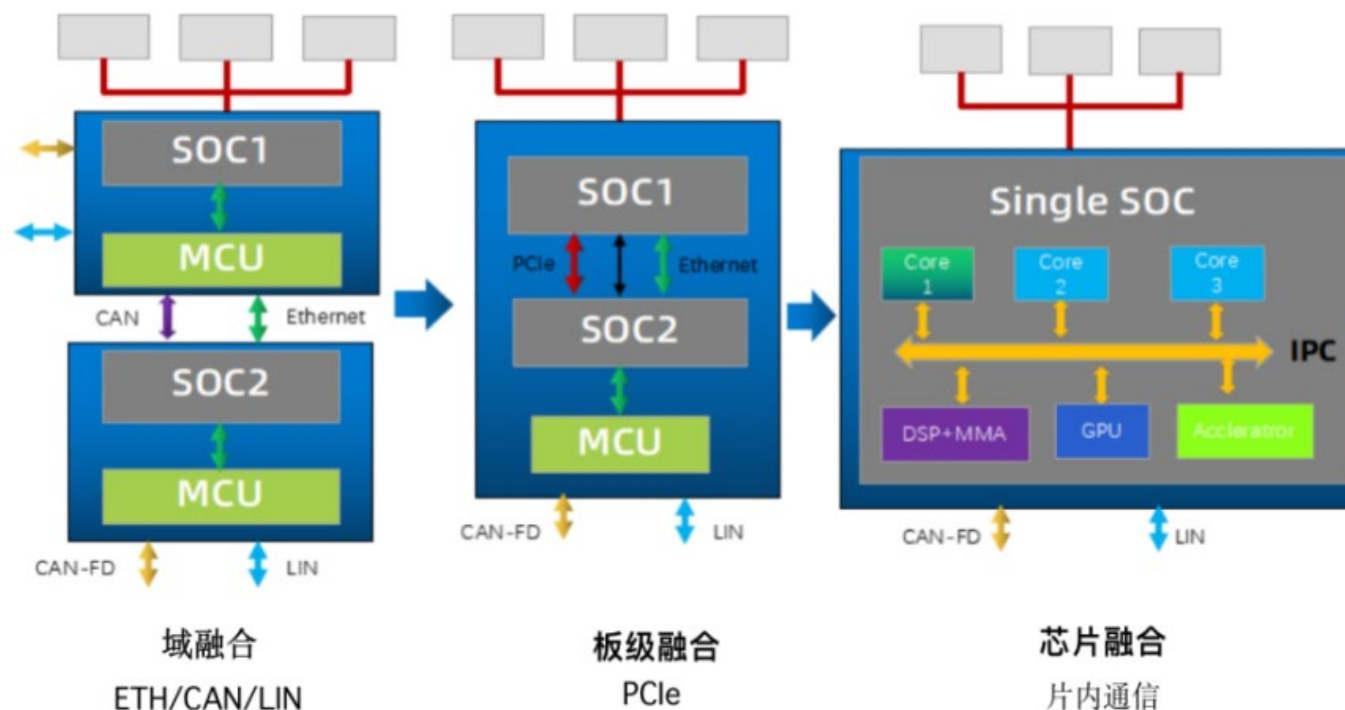 SOC1
MCU
CAN
Ethernet
SOC2
MCU
CAN-FD
LIN
域融合
ETH/CAN/LIN
SOC1
PCIe
Ethernet
SOC2
MCU
CAN-FD
LIN
板级融合
PCIe
Single SOC
Core
1
Core
2
Core
3
IPC
DSP+MMA
GPU
Accleratror
CAN-FD
LIN
芯片融合
片内通信